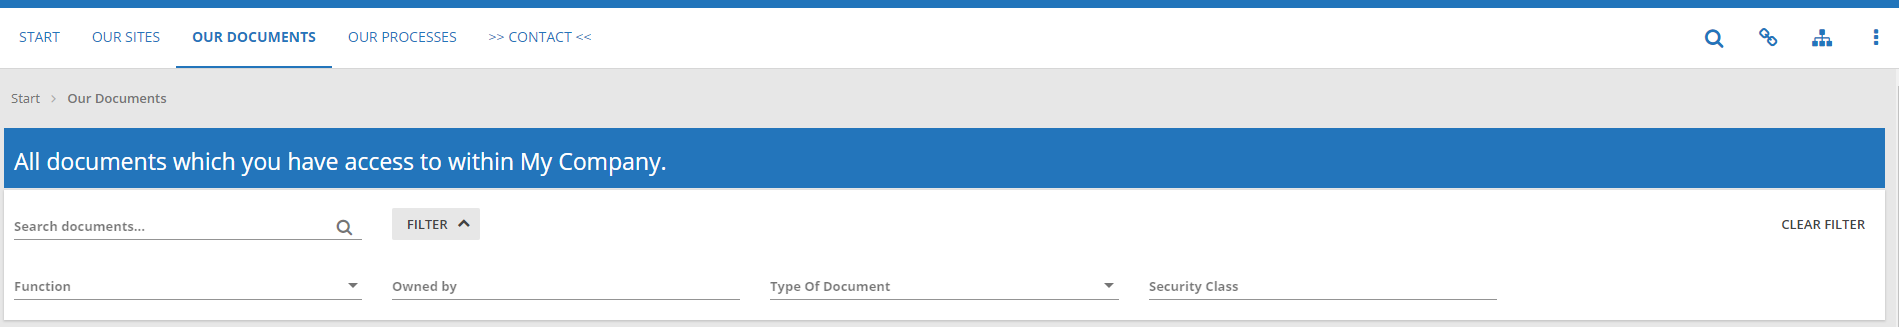 START OUR SITES OUR DOCUMENTS OUR PROCESSES >> CONTACT <<
Start > Our Documents
All documents which you have access to within My Company.
Search documents... FILTER CLEAR FILTER
Function Owned by Type Of Document Security Class